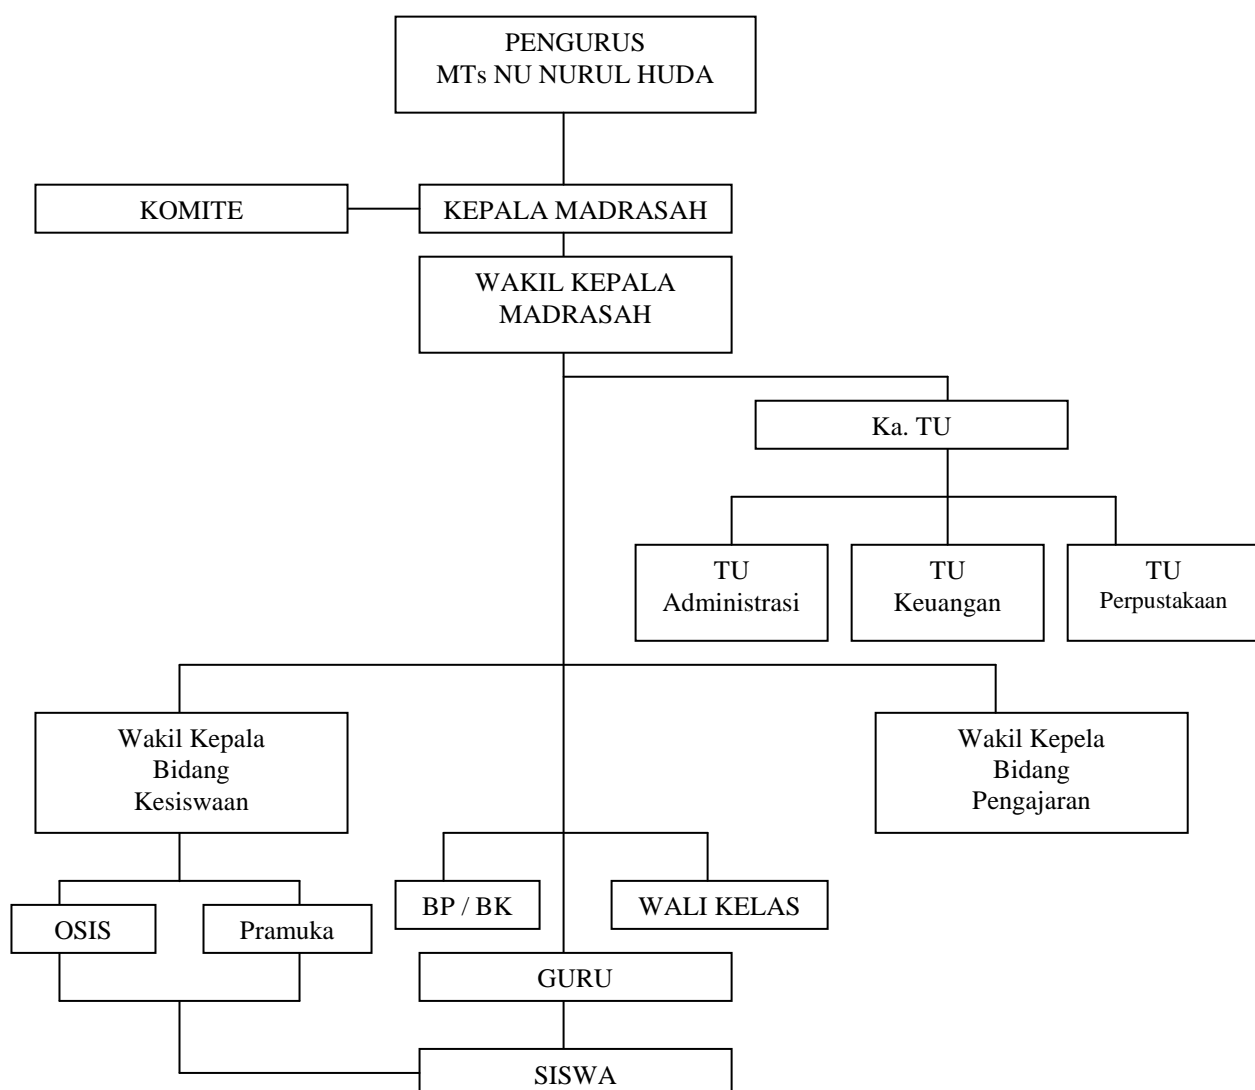 PENGURUS
MTs NU NURUL HUDA
KOMITE
KEPALA MADRASAH
WAKIL KEPALA
MADRASAH
Ka. TU
TU
Administrasi
TU
Keuangan
TU
Perpustakaan
Wakil Kepala
Bidang
Kesiswaan
Wakil Kepela
Bidang
Pengajaran
BP / BK
WALI KELAS
OSIS
Pramuka
GURU
SISWA